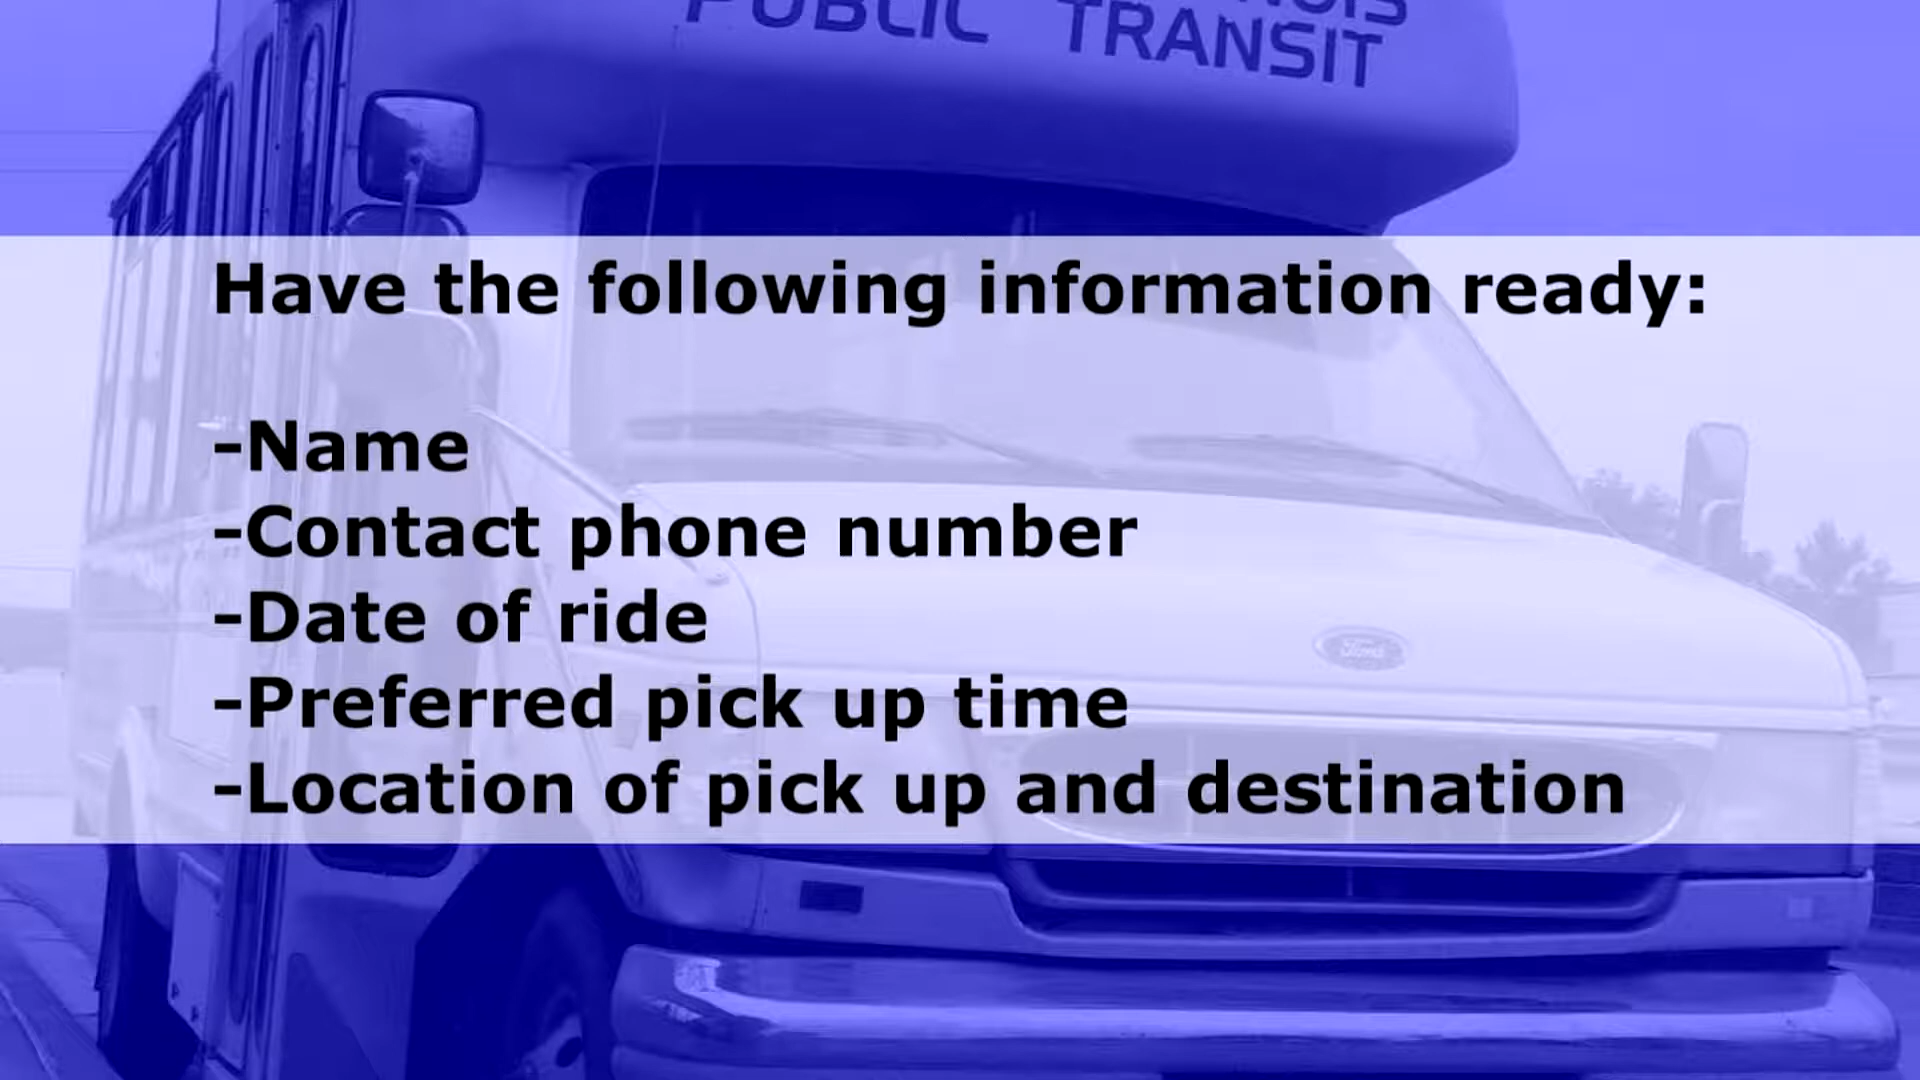 PUBLIC TRANSIT
Have the following information ready:
-Name
-Contact phone number
-Date of ride
-Preferred pick up time
-Location of pick up and destination
Ford